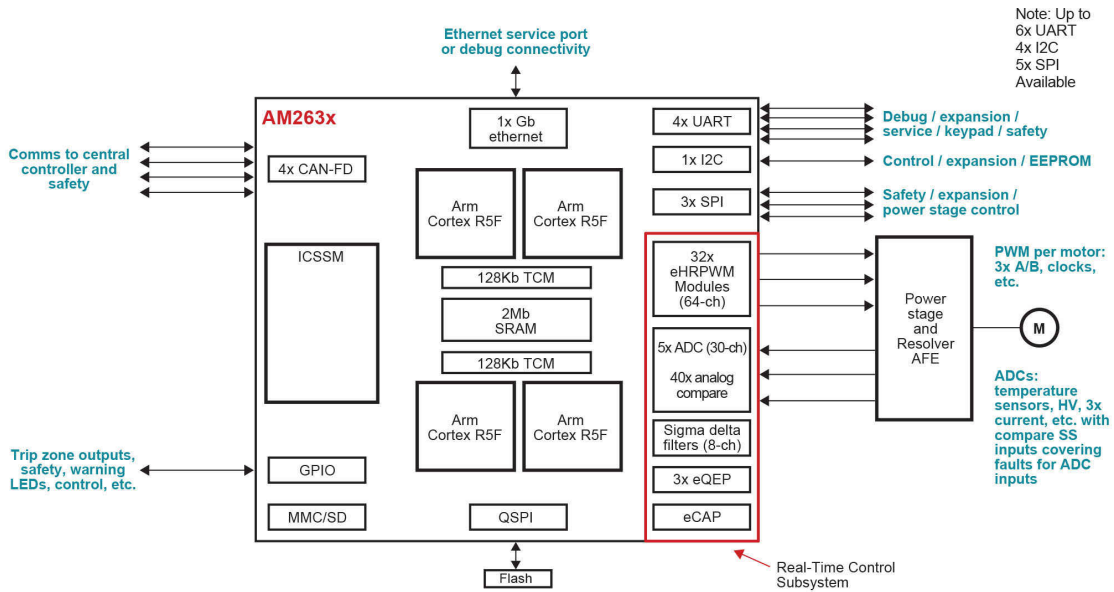 Note: Up to
6x UART
4x I2C
5x SPI
Available
Ethernet service port
or debug connectivity
AM263x
1x Gb
ethernet
4x UART
Debug / expansion /
service / keypad / safety
Comms to central
controller and
safety
4x CAN-FD
1x I2C
Control / expansion / EEPROM
Arm
Cortex R5F
Arm
Cortex R5F
3x SPI
Safety / expansion /
power stage control
ICSSM
32x
eHRPWM
Modules
(64-ch)
PWM per motor:
3x A/B, clocks,
etc.
128Kb TCM
2Mb
SRAM
Power
stage
and
Resolver
AFE
M
5x ADC (30-ch)
40x analog
compare
128Kb TCM
ADCs:
temperature
sensors, HV, 3x
current, etc. with
compare SS
inputs covering
faults for ADC
inputs
Arm
Cortex R5F
Arm
Cortex R5F
Sigma delta
filters (8-ch)
Trip zone outputs,
safety, warning
LEDs, control, etc.
GPIO
3x eQEP
MMC/SD
QSPI
eCAP
Flash
Real-Time Control
Subsystem